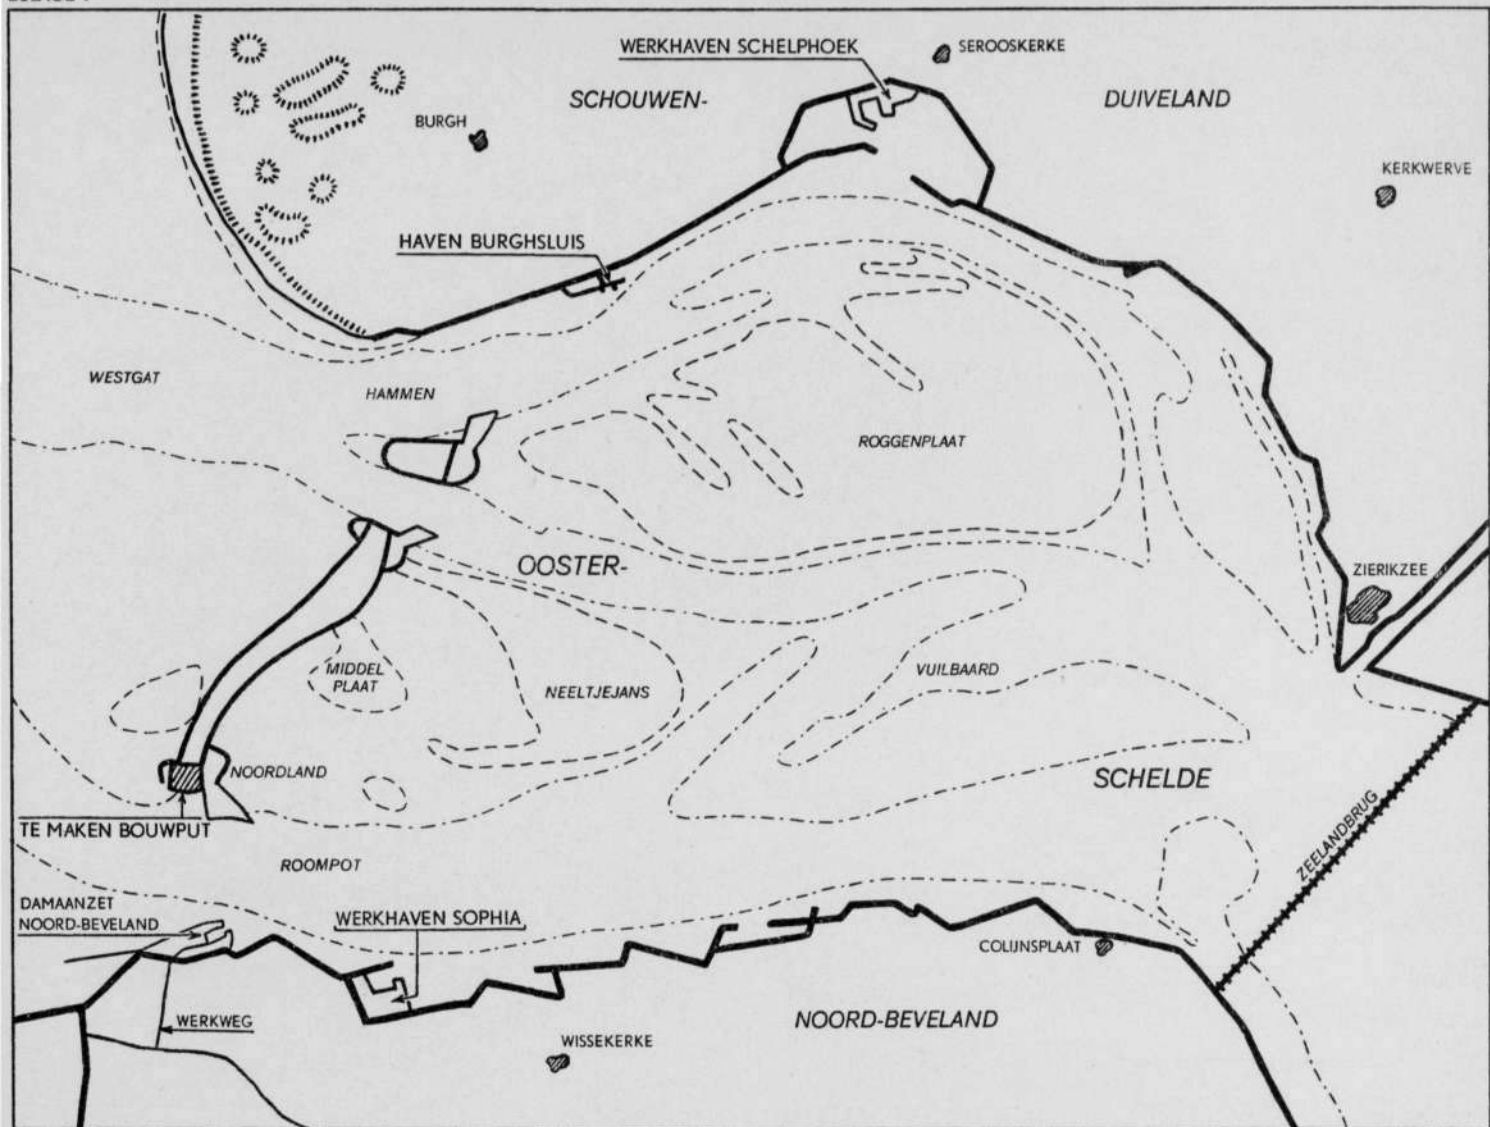 WERKHAVEN SCHELPHOEK
SEROOSKERKE
SCHOUWEN-
DUIVELAND
BURGH
KERKWERVE
HAVEN BURGHSLUIS
WESTGAT
HAMMEN
ROGGENPLAAT
OOSTER-
ZIERIKZEE
MIDDEL
PLAAT
NEELTJEJANS
VUILBAARD
NOORDLAND
SCHELDE
TE MAKEN BOUWPUT
ZEELANDBRUG
ROOMPOT
DAMAANZET
NOORD-BEVELAND
WERKHAVEN SOPHIA
COLIJNSPLAAT
WERKWEG
NOORD-BEVELAND
WISSEKERKE